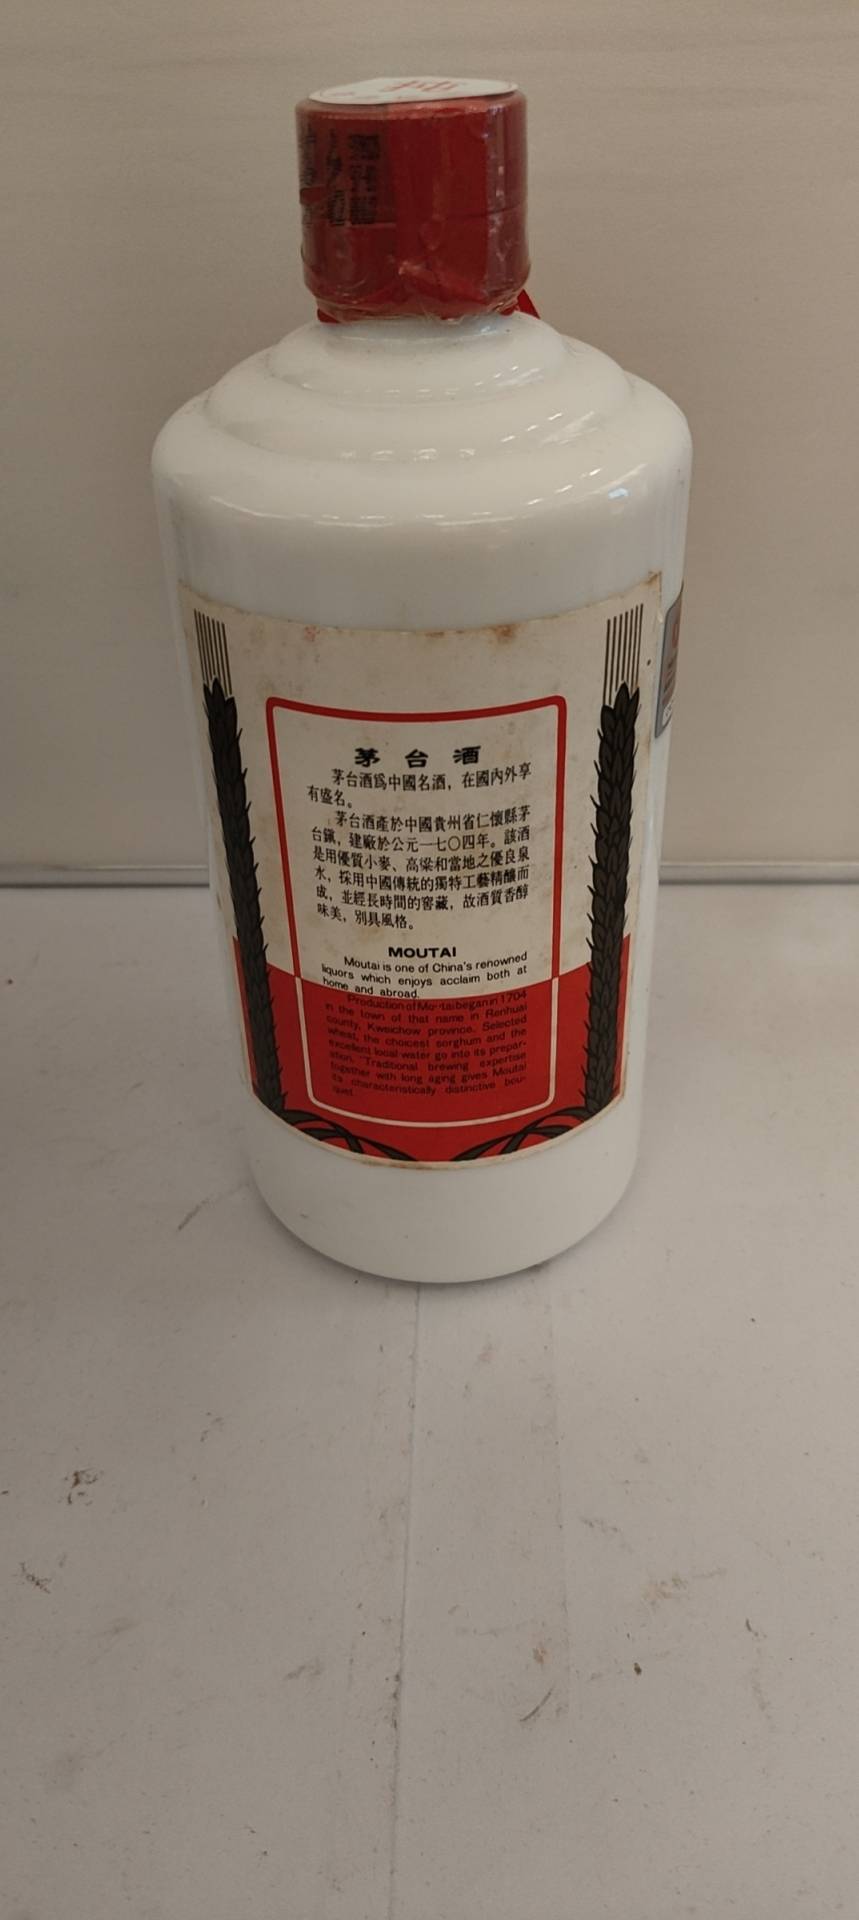 茅台酒
茅台酒爲中國名酒，在國內外享
有盛名。
茅台酒產於中國貴州省仁懷縣茅
台鎭，建廠於公元一七〇四年。該酒
是用優質小麥、高粱和當地之優良泉
水，採用中國傳統的獨特工藝精釀而
成，並經長時間的窖藏，故酒質香醇
味美，別具風格。
MOUTAI
Moutai is one of China's renowned
liquors which enjoys acclaim both at
home and abroad.
Production of Moutai began in 1704
in the town of that name in Renhuai
county, Kweichow province. Selected
wheat, the choicest sorghum and the
excellent local water go into its prepar-
ation. Traditional brewing expertise
together with long aging gives Moutai
its characteristically distinctive bou-
quet.